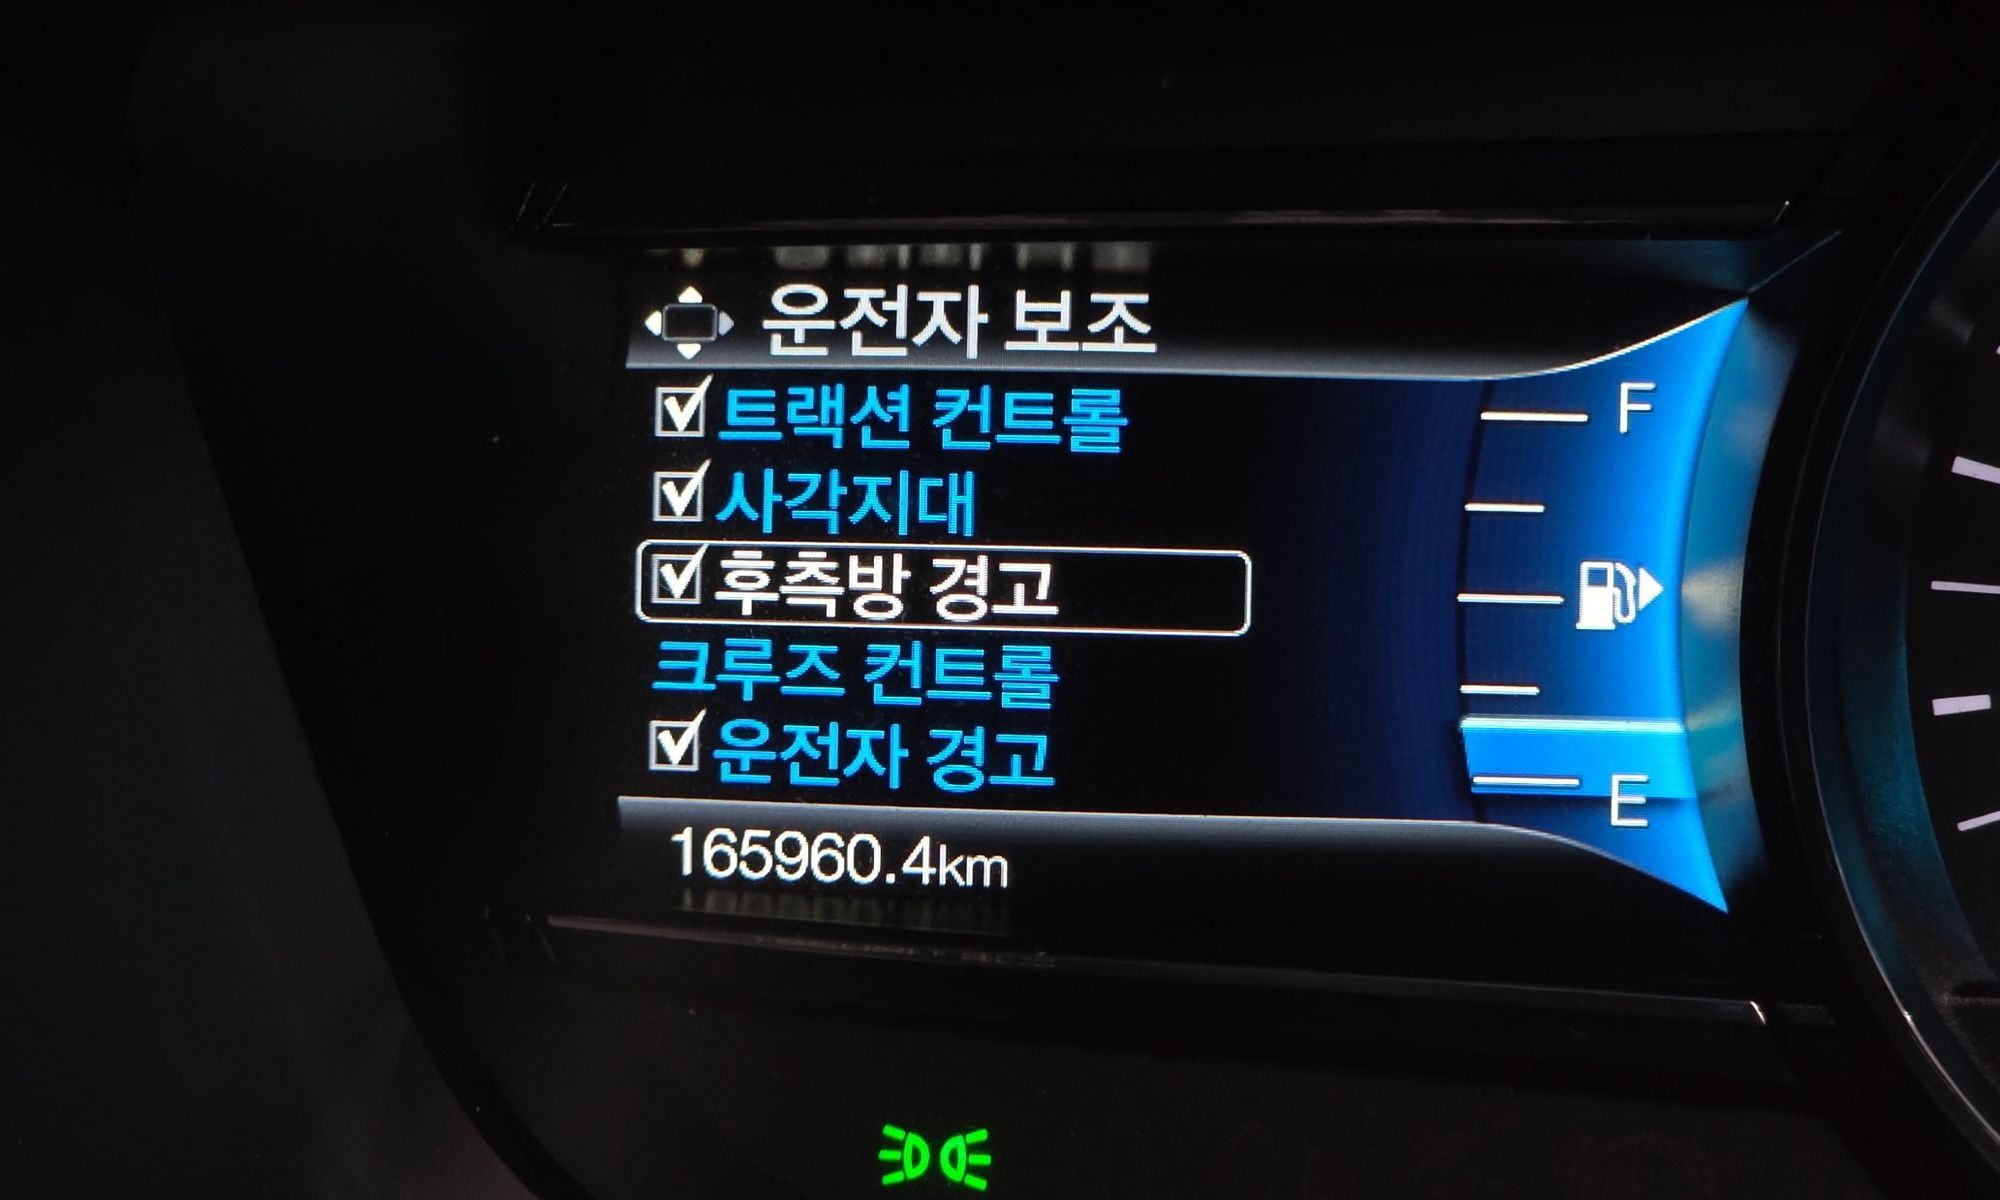 운전자 보조
트랙션 컨트롤
사각지대
후측방 경고
크루즈 컨트롤
운전자 경고
165960.4km
F
E